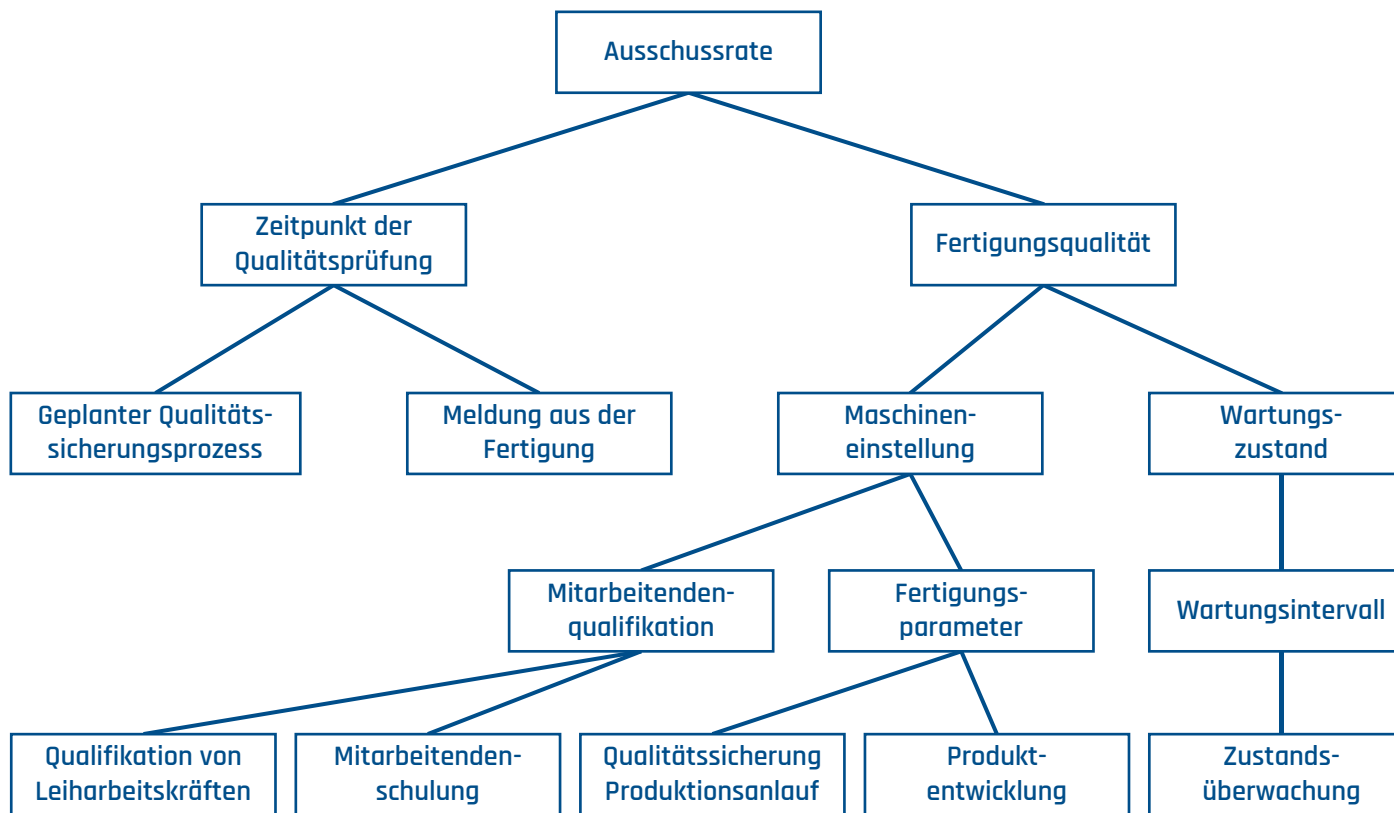 Ausschussrate
Zeitpunkt der
Qualitätsprüfung
Fertigungsqualität
Geplanter Qualitäts-
sicherungsprozess
Meldung aus der
Fertigung
Maschinen-
einstellung
Wartungs-
zustand
Mitarbeitenden-
qualifikation
Fertigungs-
parameter
Wartungsintervall
Qualifikation von
Leiharbeitskräften
Mitarbeitenden-
schulung
Qualitätssicherung
Produktionsanlauf
Produkt-
entwicklung
Zustands-
überwachung